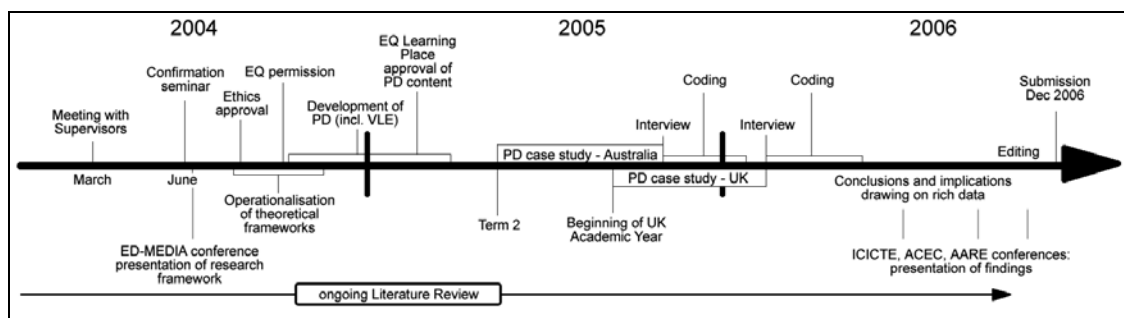 2004
2005
2006
Meeting with
Supervisors
Confirmation
seminar
Ethics
approval
EQ permission
Development of
PD (incl. VLE)
EQ Learning
Place
approval of
PD content
Interview
Coding
Interview
Coding
Submission
Dec 2006
Editing
PD case study - Australia
PD case study - UK
March
June
Operationalisation
of theoretical
frameworks
ED-MEDIA conference
presentation of research
framework
Term 2
Beginning of UK
Academic Year
Conclusions and implications
drawing on rich data
ICICTE, ACEC, AARE conferences:
presentation of findings
ongoing Literature Review